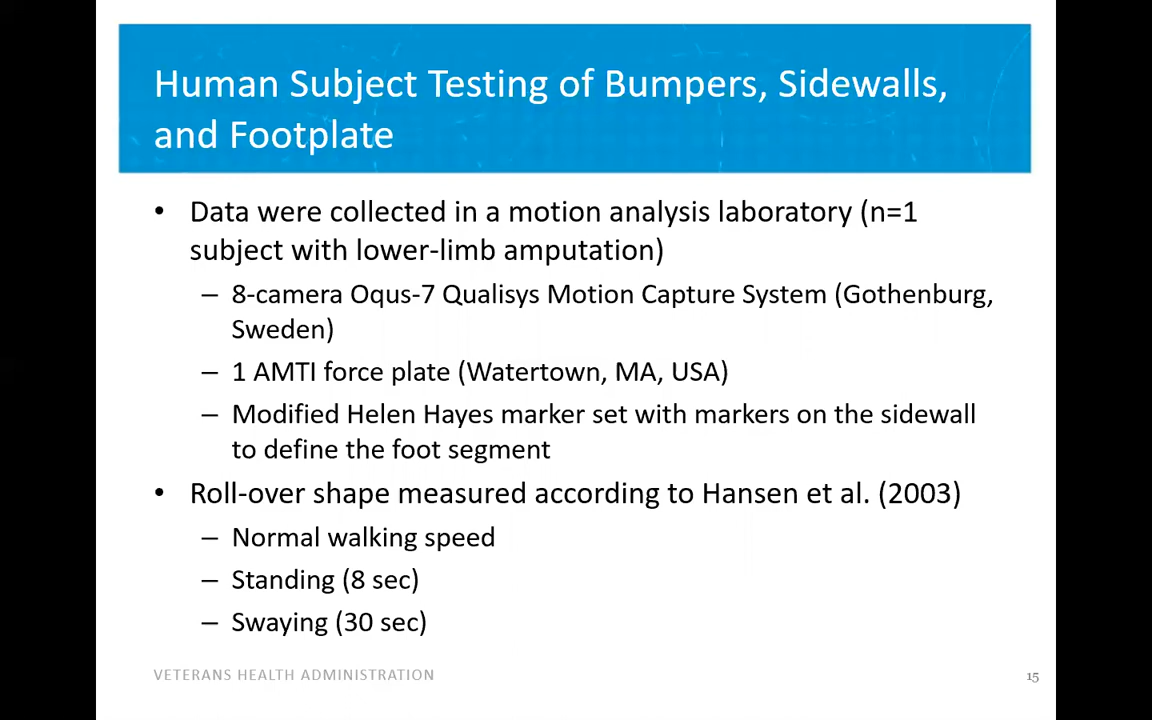 Human Subject Testing of Bumpers, Sidewalls,
and Footplate
• Data were collected in a motion analysis laboratory (n=1
subject with lower-limb amputation)
– 8-camera Oqus-7 Qualisys Motion Capture System (Gothenburg,
Sweden)
– 1 AMTI force plate (Watertown, MA, USA)
– Modified Helen Hayes marker set with markers on the sidewall
to define the foot segment
• Roll-over shape measured according to Hansen et al. (2003)
– Normal walking speed
– Standing (8 sec)
– Swaying (30 sec)
VETERANS HEALTH ADMINISTRATION
15